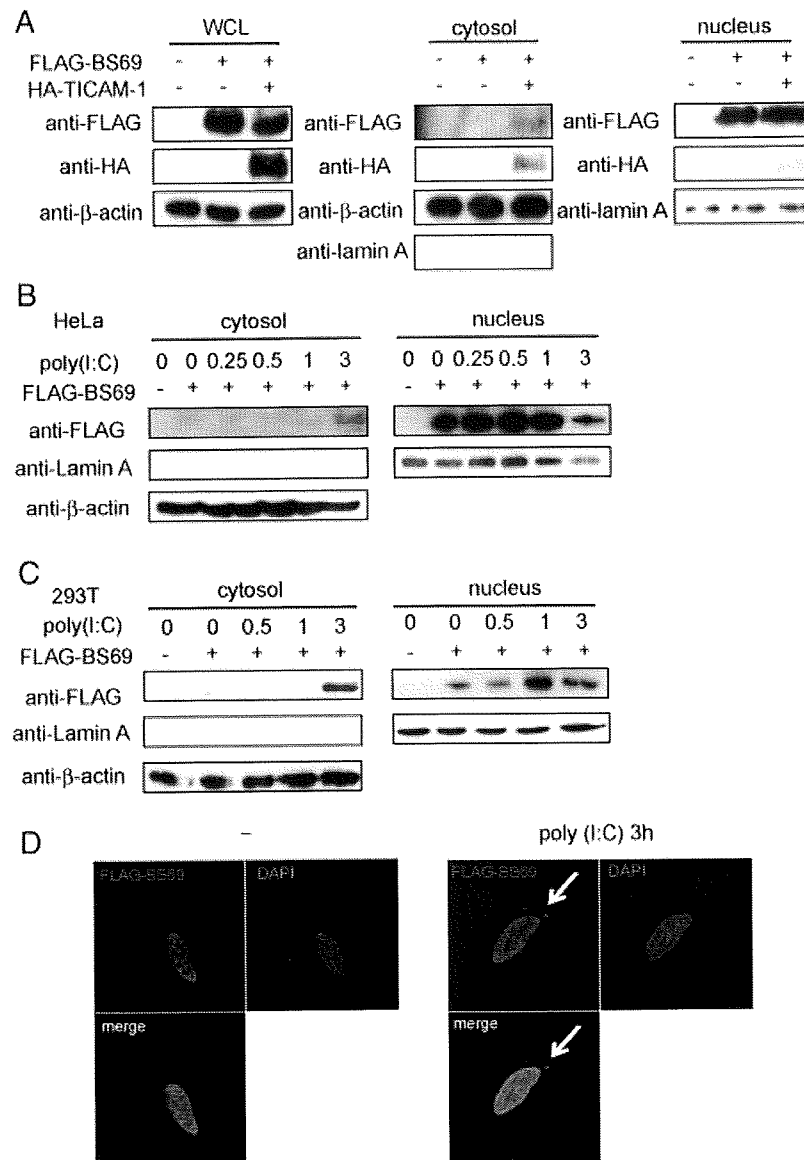 A
WCL cytosol nucleus
FLAG-BS69 - + + - + + - + +
HA-TICAM-1 - - + - - + - - +
anti-FLAG anti-FLAG anti-FLAG
anti-HA anti-HA anti-HA
anti-β-actin anti-β-actin anti-lamin A
anti-lamin A
B
HeLa cytosol nucleus
poly(I:C) 0 0 0.25 0.5 1 3 0 0 0.25 0.5 1 3
FLAG-BS69 - + + + + + - + + + + +
anti-FLAG
anti-Lamin A
anti-β-actin
C
293T cytosol nucleus
poly(I:C) 0 0 0.5 1 3 0 0 0.5 1 3
FLAG-BS69 - + + + + - + + + +
anti-FLAG
anti-Lamin A
anti-β-actin
D
– poly (I:C) 3h
FLAG-BS69 DAPI FLAG-BS69 DAPI
merge merge